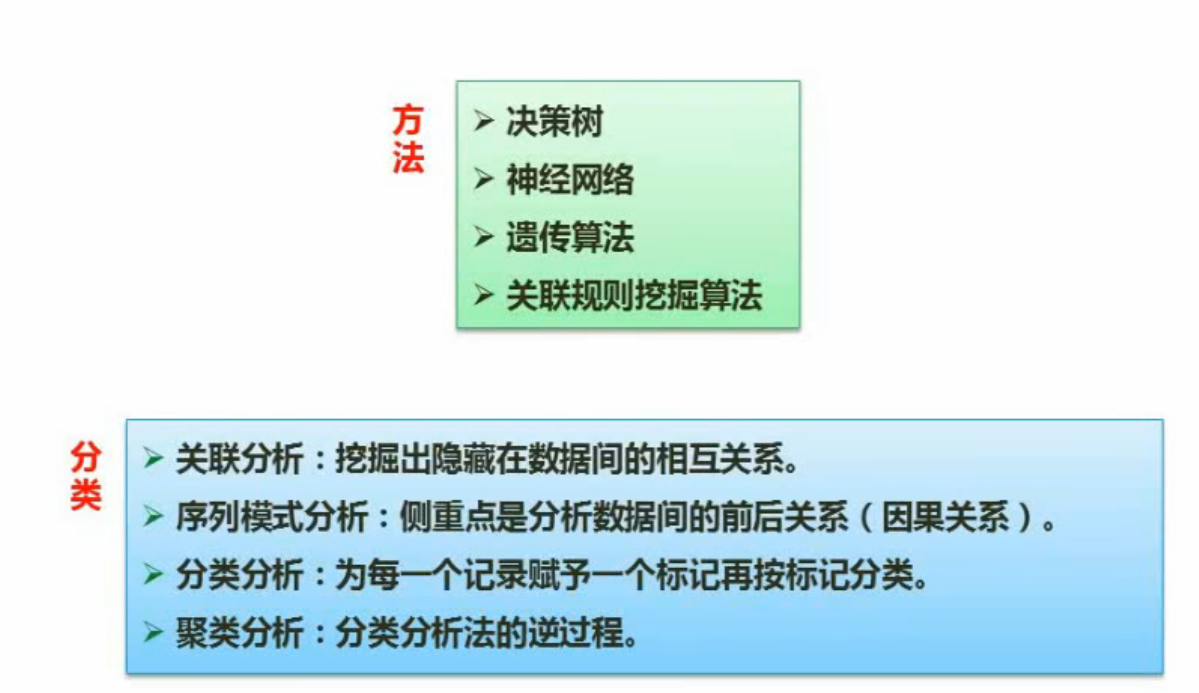 方法
➢ 决策树
➢ 神经网络
➢ 遗传算法
➢ 关联规则挖掘算法
分类
➢ 关联分析：挖掘出隐藏在数据间的相互关系。
➢ 序列模式分析：侧重点是分析数据间的前后关系（因果关系）。
➢ 分类分析：为每一个记录赋予一个标记再按标记分类。
➢ 聚类分析：分类分析法的逆过程。